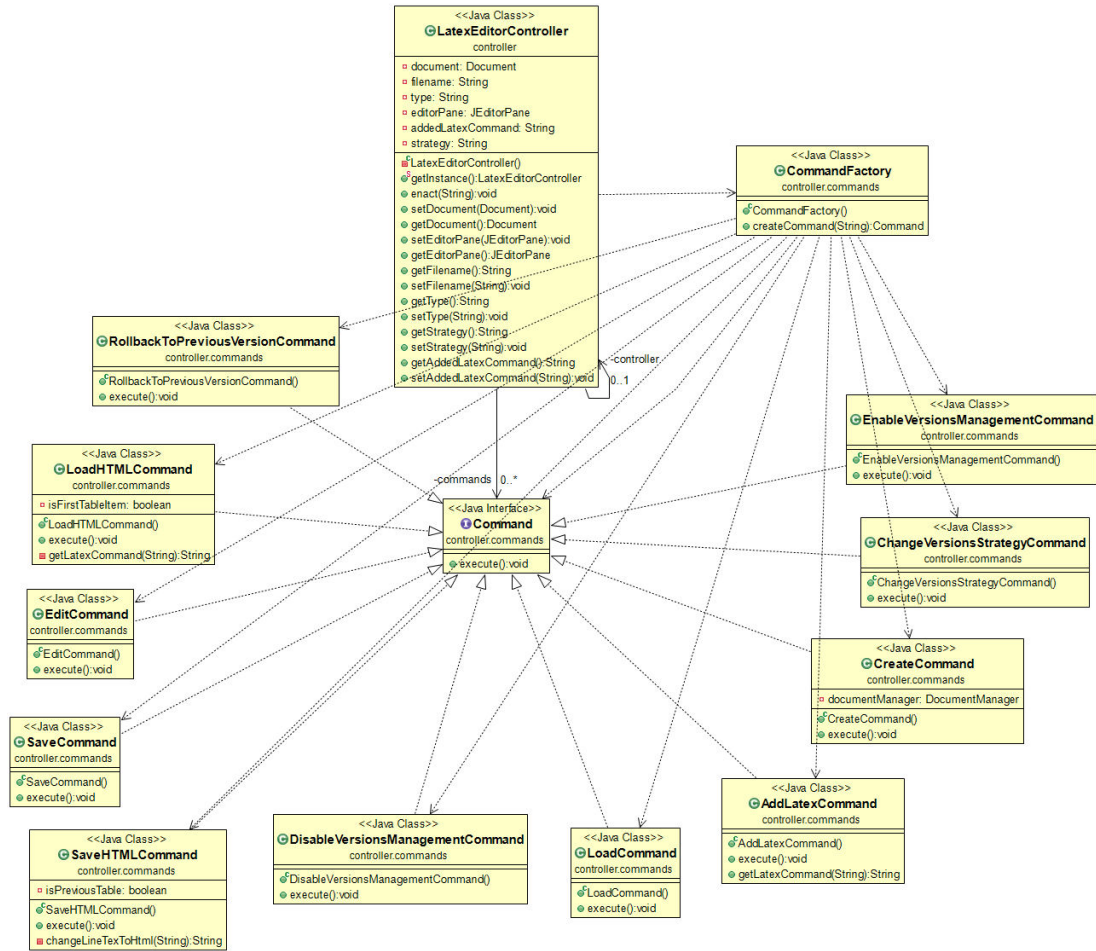 <<Java Class>>
LatexEditorController
controller
document: Document
filename: String
type: String
editorPane: JEditorPane
addedLatexCommand: String
strategy: String
LatexEditorController()
getInstance():LatexEditorController
enact(String):void
setDocument(Document):void
getDocument():Document
setEditorPane(JEditorPane):void
getEditorPane():JEditorPane
getFilename():String
setFilename(String):void
getType():String
setType(String):void
getStrategy():String
setStrategy(String):void
getAddedLatexCommand():String
setAddedLatexCommand(String):void
-controller
0..1
<<Java Class>>
CommandFactory
controller.commands
CommandFactory()
createCommand(String):Command
<<Java Class>>
RollbackToPreviousVersionCommand
controller.commands
RollbackToPreviousVersionCommand()
execute():void
<<Java Class>>
EnableVersionsManagementCommand
controller.commands
EnableVersionsManagementCommand()
execute():void
<<Java Class>>
LoadHTMLCommand
controller.commands
isFirstTableItem: boolean
LoadHTMLCommand()
execute():void
getLatexCommand(String):String
-commands 0..*
<<Java Interface>>
Command
controller.commands
execute():void
<<Java Class>>
ChangeVersionsStrategyCommand
controller.commands
ChangeVersionsStrategyCommand()
execute():void
<<Java Class>>
EditCommand
controller.commands
EditCommand()
execute():void
<<Java Class>>
CreateCommand
controller.commands
documentManager: DocumentManager
CreateCommand()
execute():void
<<Java Class>>
SaveCommand
controller.commands
SaveCommand()
execute():void
<<Java Class>>
AddLatexCommand
controller.commands
AddLatexCommand()
execute():void
getLatexCommand(String):String
<<Java Class>>
SaveHTMLCommand
controller.commands
isPreviousTable: boolean
SaveHTMLCommand()
execute():void
changeLineTexToHtml(String):String
<<Java Class>>
DisableVersionsManagementCommand
controller.commands
DisableVersionsManagementCommand()
execute():void
<<Java Class>>
LoadCommand
controller.commands
LoadCommand()
execute():void